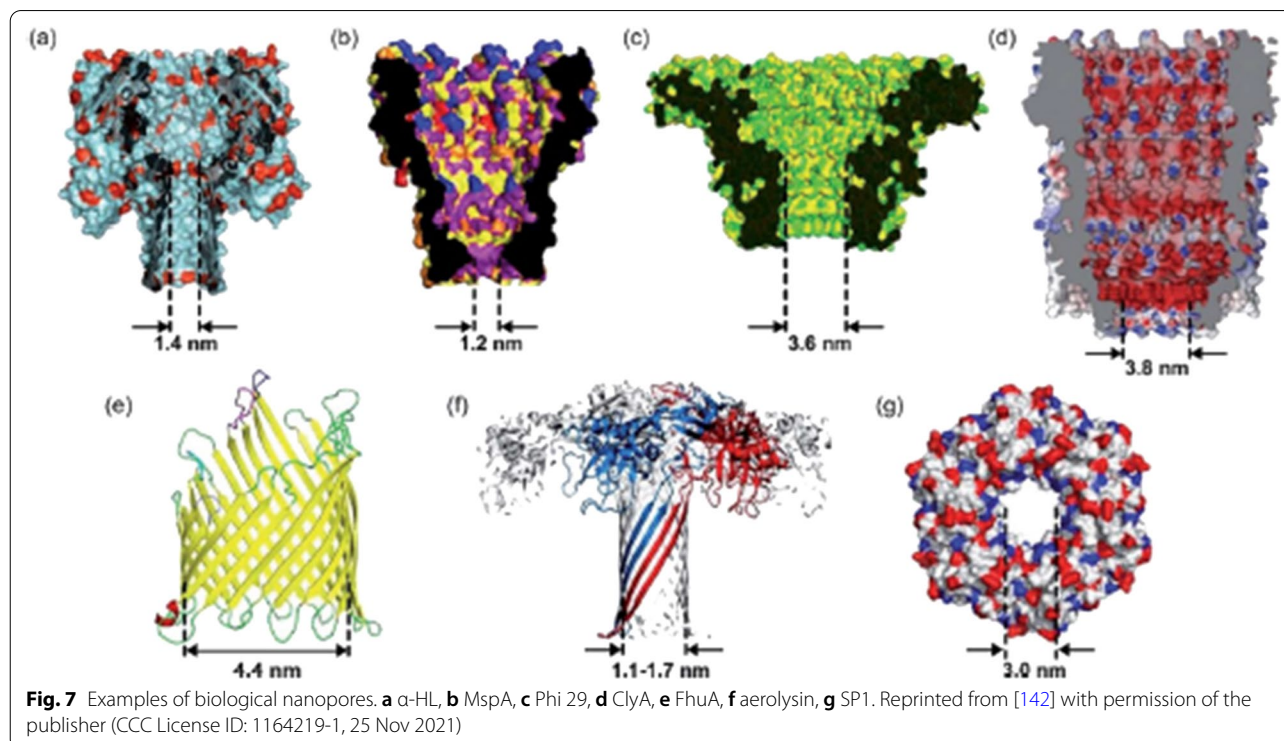 (a)
(b)
(c)
(d)
1.4 nm
1.2 nm
3.6 nm
3.8 nm
(e)
(f)
(g)
4.4 nm
1.1-1.7 nm
3.0 nm
Fig. 7 Examples of biological nanopores. a α-HL, b MspA, c Phi 29, d ClyA, e FhuA, f aerolysin, g SP1. Reprinted from [142] with permission of the
publisher (CCC License ID: 1164219-1, 25 Nov 2021)